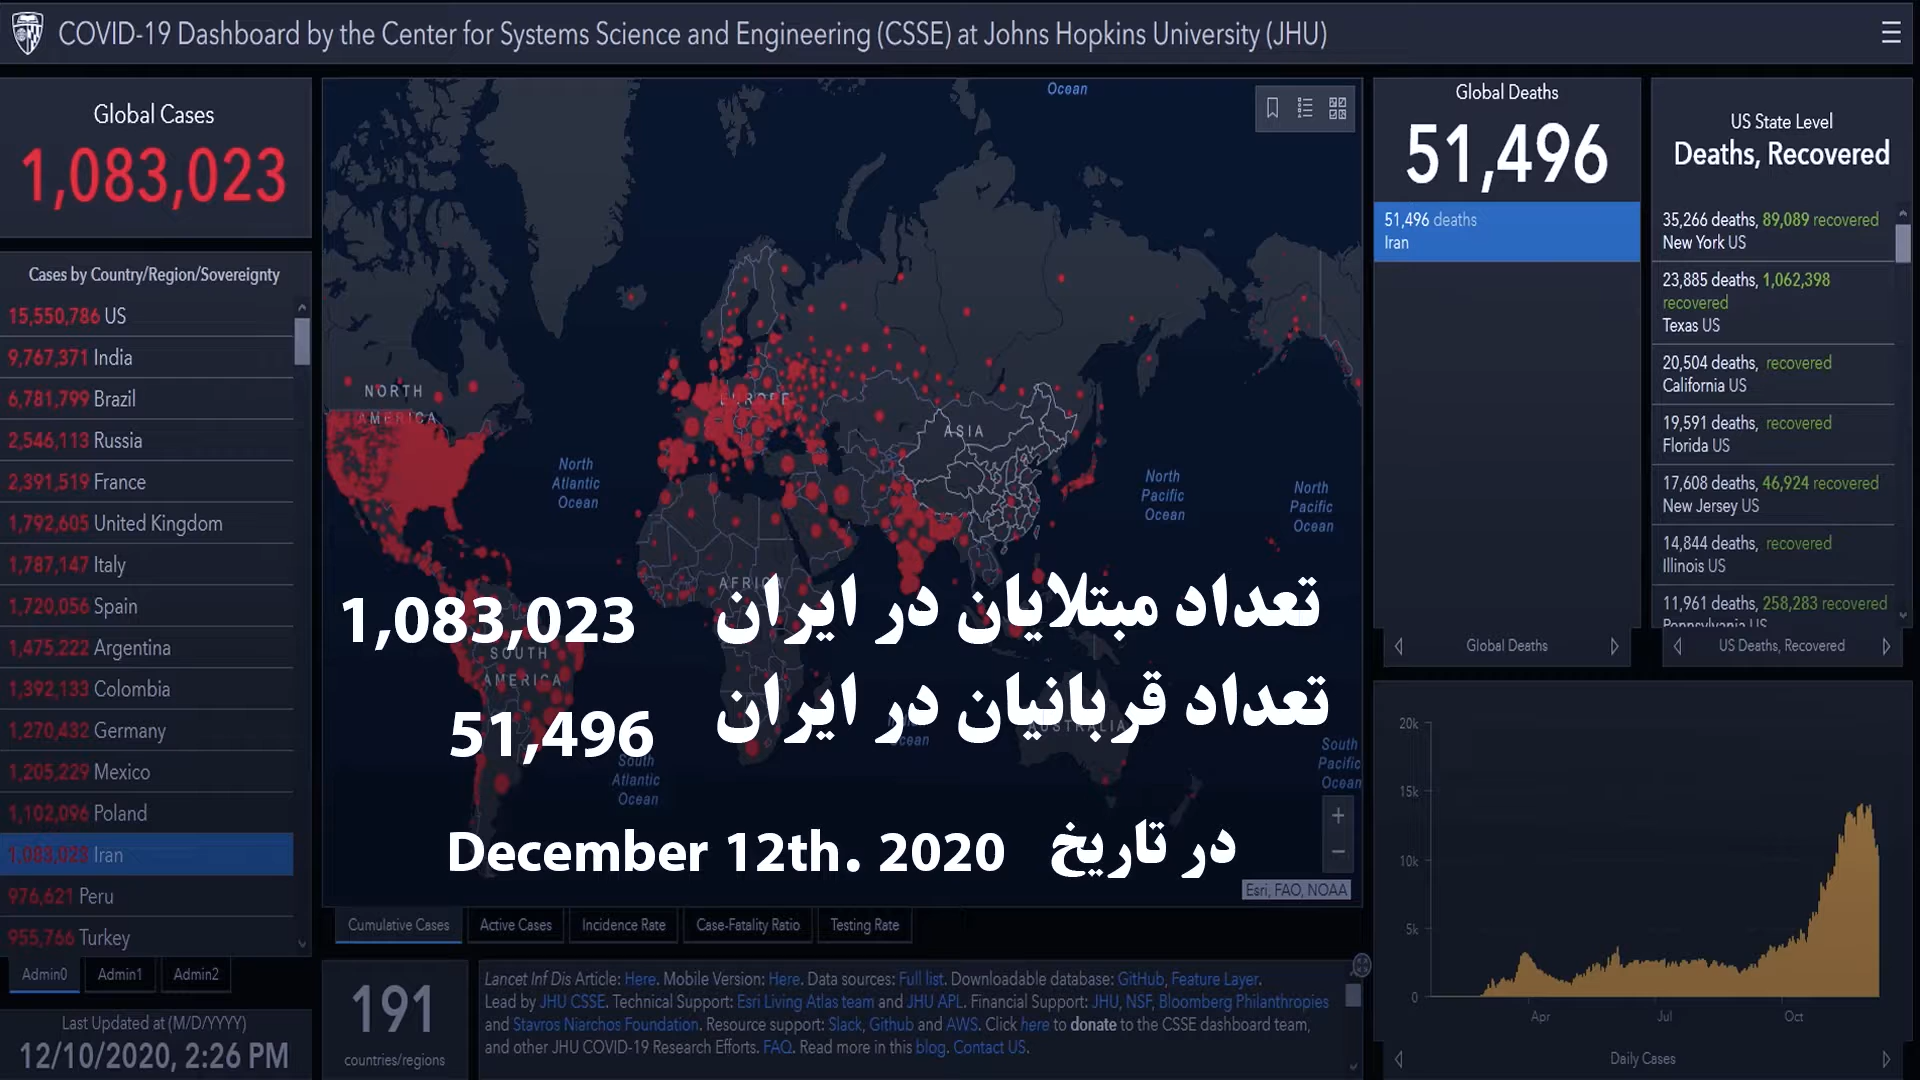 COVID-19 Dashboard by the Center for Systems Science and Engineering (CSSE) at Johns Hopkins University (JHU)
Global Cases
1,083,023
Cases by Country/Region/Sovereignty
15,550,786 US
9,767,371 India
6,781,799 Brazil
2,546,113 Russia
2,391,519 France
1,792,605 United Kingdom
1,787,147 Italy
1,720,056 Spain
1,475,222 Argentina
1,392,133 Colombia
1,270,432 Germany
1,205,229 Mexico
1,102,096 Poland
1,083,023 Iran
976,621 Peru
955,766 Turkey
Admin0 Admin1 Admin2
Last Updated at (M/D/YYYY)
12/10/2020, 2:26 PM
Ocean
NORTH
AMERICA
EUROPE
ASIA
North
Atlantic
Ocean
North
Pacific
Ocean
North
Pacific
Ocean
AFRICA
SOUTH
AMERICA
AUSTRALIA
South
Atlantic
Ocean
South
Pacific
Ocean
تعداد مبتلایان در ایران 1,083,023
تعداد قربانیان در ایران 51,496
در تاریخ December 12th. 2020
Esri, FAO, NOAA
Cumulative Cases Active Cases Incidence Rate Case-Fatality Ratio Testing Rate
191
countries/regions
Lancet Inf Dis Article: Here. Mobile Version: Here. Data sources: Full list. Downloadable database: GitHub, Feature Layer.
Lead by JHU CSSE. Technical Support: Esri Living Atlas team and JHU APL. Financial Support: JHU, NSF, Bloomberg Philanthropies
and Stavros Niarchos Foundation. Resource support: Slack, Github and AWS. Click here to donate to the CSSE dashboard team,
and other JHU COVID-19 Research Efforts. FAQ. Read more in this blog. Contact US.
Global Deaths
51,496
51,496 deaths
Iran
Global Deaths
US State Level
Deaths, Recovered
35,266 deaths, 89,089 recovered
New York US
23,885 deaths, 1,062,398
recovered
Texas US
20,504 deaths, recovered
California US
19,591 deaths, recovered
Florida US
17,608 deaths, 46,924 recovered
New Jersey US
14,844 deaths, recovered
Illinois US
11,961 deaths, 258,283 recovered
Pennsylvania US
US Deaths, Recovered
20k
15k
10k
5k
0
Apr Jul Oct
Daily Cases